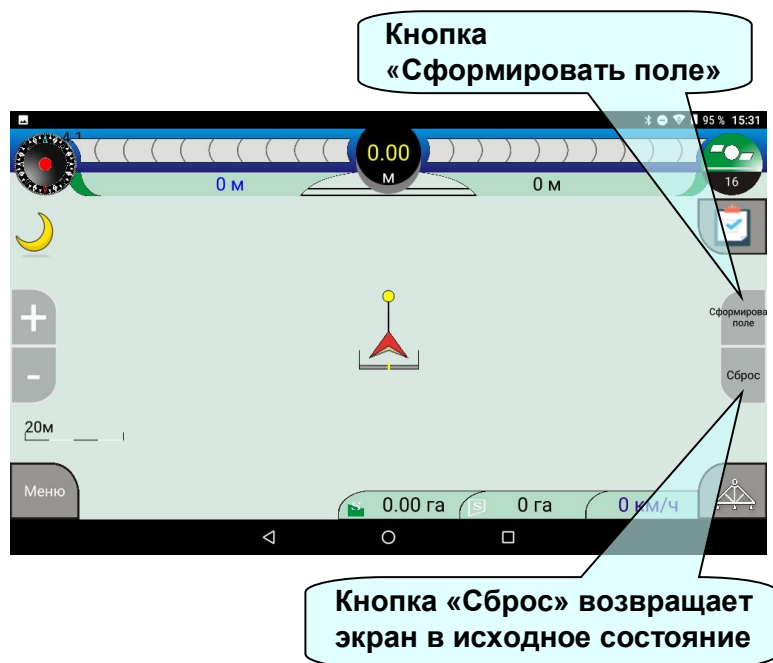 Кнопка
«Сформировать поле»
95 % 15:31
4.1
0.00
м
0 м
0 м
16
Сформирова
поле
Сброс
20м
Меню
0.00 га
S
0 га
0 км/ч
Кнопка «Сброс» возвращает
экран в исходное состояние